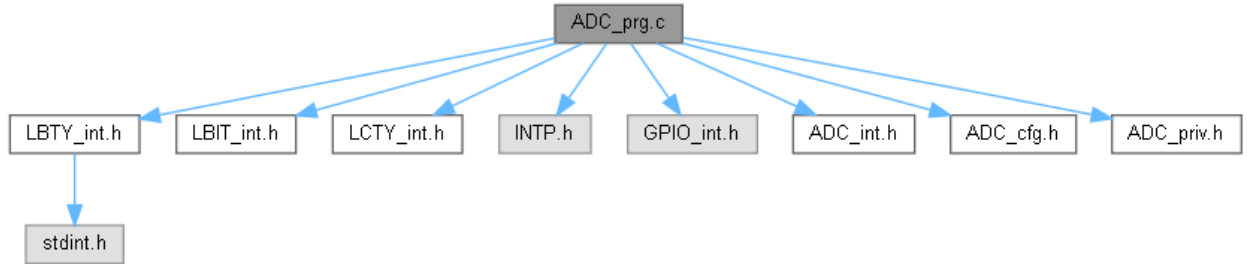 ADC_prg.c
LBTY_int.h
LBIT_int.h
LCTY_int.h
INTP.h
GPIO_int.h
ADC_int.h
ADC_cfg.h
ADC_priv.h
stdint.h